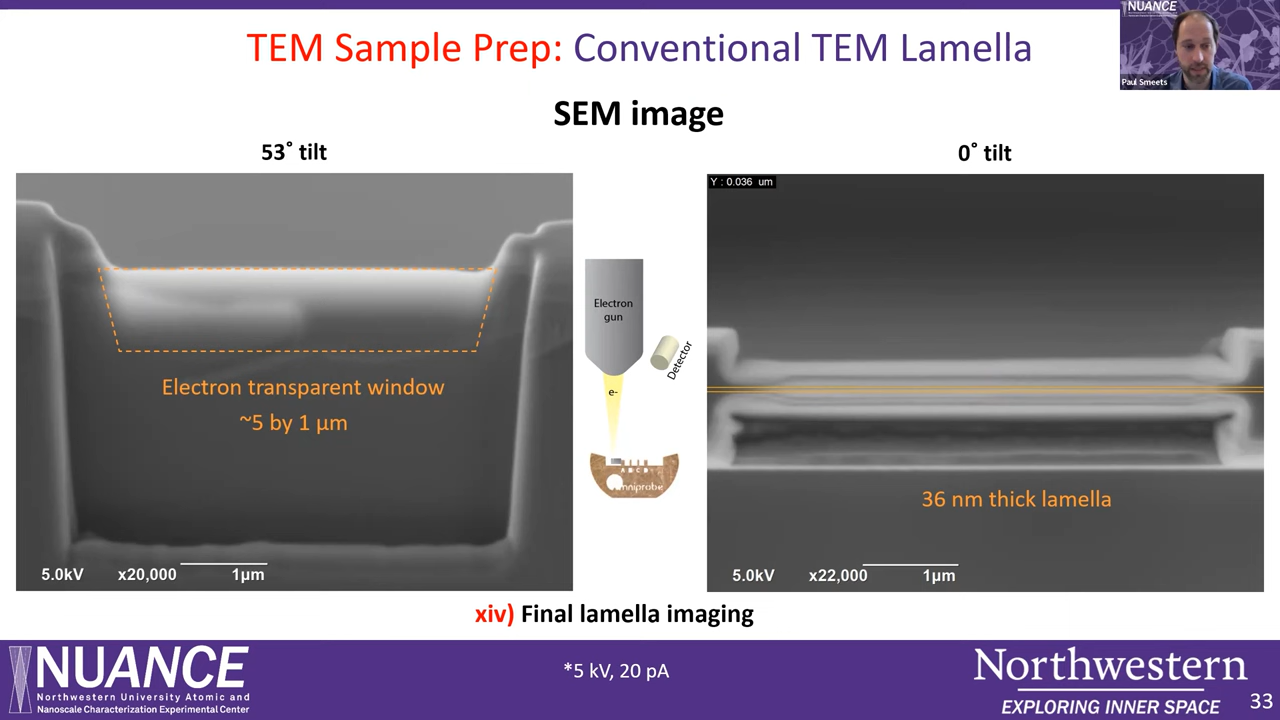 TEM Sample Prep: Conventional TEM Lamella
NUANCE
Paul Smeets
SEM image
53˚ tilt
0˚ tilt
Y : 0.036 um
Electron transparent window
~5 by 1 µm
5.0kV x20,000 1µm
Electron
gun
Detector
e-
A B C D
mniprobe
36 nm thick lamella
5.0kV x22,000 1µm
xiv) Final lamella imaging
NUANCE
Northwestern University Atomic and
Nanoscale Characterization Experimental Center
*5 kV, 20 pA
Northwestern
EXPLORING INNER SPACE
33